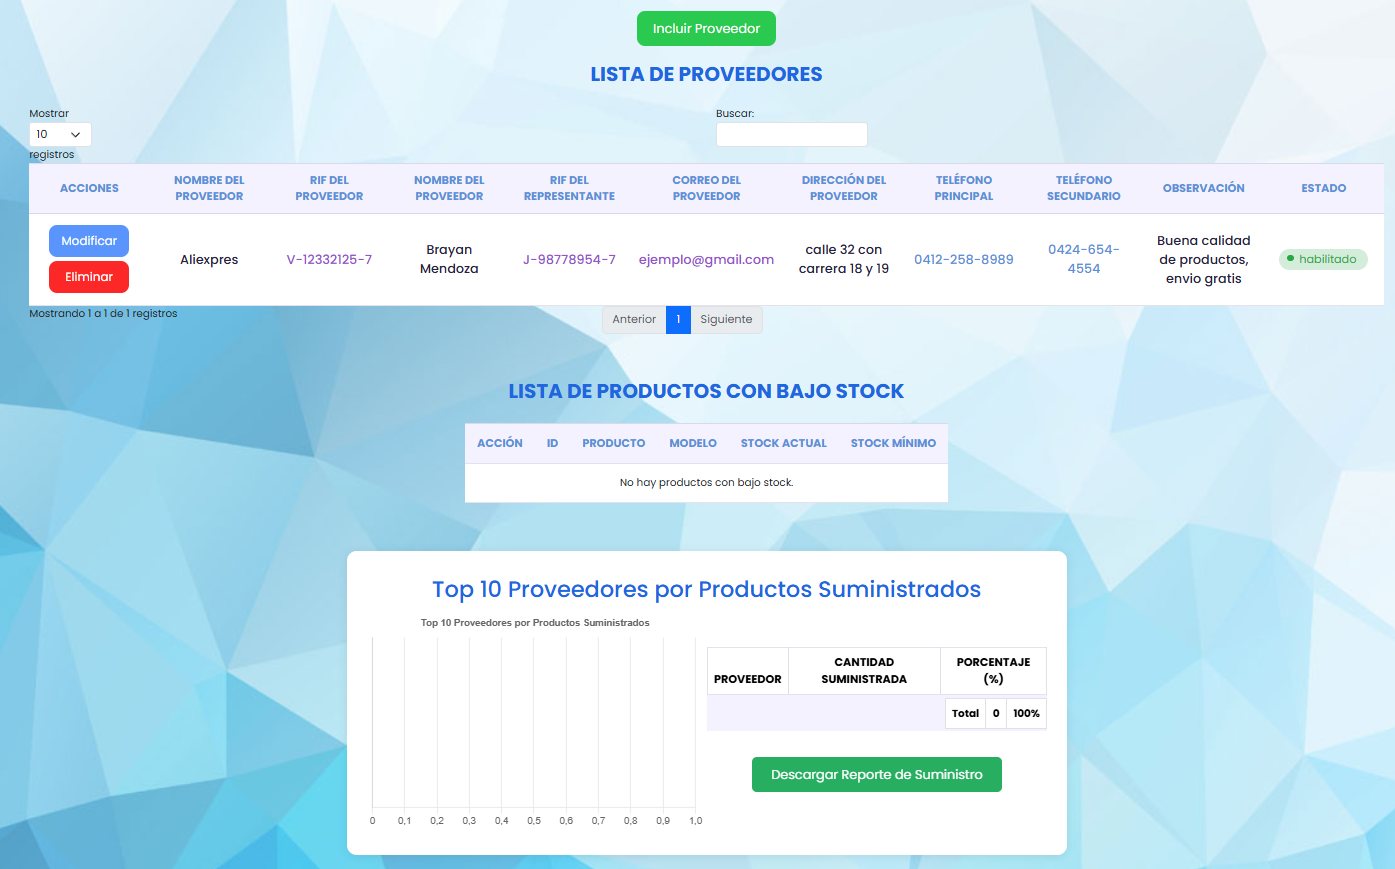 Incluir Proveedor
LISTA DE PROVEEDORES
Mostrar
10
registros
Buscar:
ACCIONES
NOMBRE DEL
PROVEEDOR
RIF DEL
PROVEEDOR
NOMBRE DEL
PROVEEDOR
RIF DEL
REPRESENTANTE
CORREO DEL
PROVEEDOR
DIRECCIÓN DEL
PROVEEDOR
TELÉFONO
PRINCIPAL
TELÉFONO
SECUNDARIO
OBSERVACIÓN
ESTADO
Modificar
Eliminar
Aliexpres
V-12332125-7
Brayan
Mendoza
J-98778954-7
ejemplo@gmail.com
calle 32 con
carrera 18 y 19
0412-258-8989
0424-654-
4554
Buena calidad
de productos,
envio gratis
habilitado
Mostrando 1 a 1 de 1 registros
Anterior 1 Siguiente
LISTA DE PRODUCTOS CON BAJO STOCK
ACCIÓN ID PRODUCTO MODELO STOCK ACTUAL STOCK MÍNIMO
No hay productos con bajo stock.
Top 10 Proveedores por Productos Suministrados
Top 10 Proveedores por Productos Suministrados
0 0,1 0,2 0,3 0,4 0,5 0,6 0,7 0,8 0,9 1,0
PROVEEDOR
CANTIDAD
SUMINISTRADA
PORCENTAJE
(%)
Total 0 100%
Descargar Reporte de Suministro